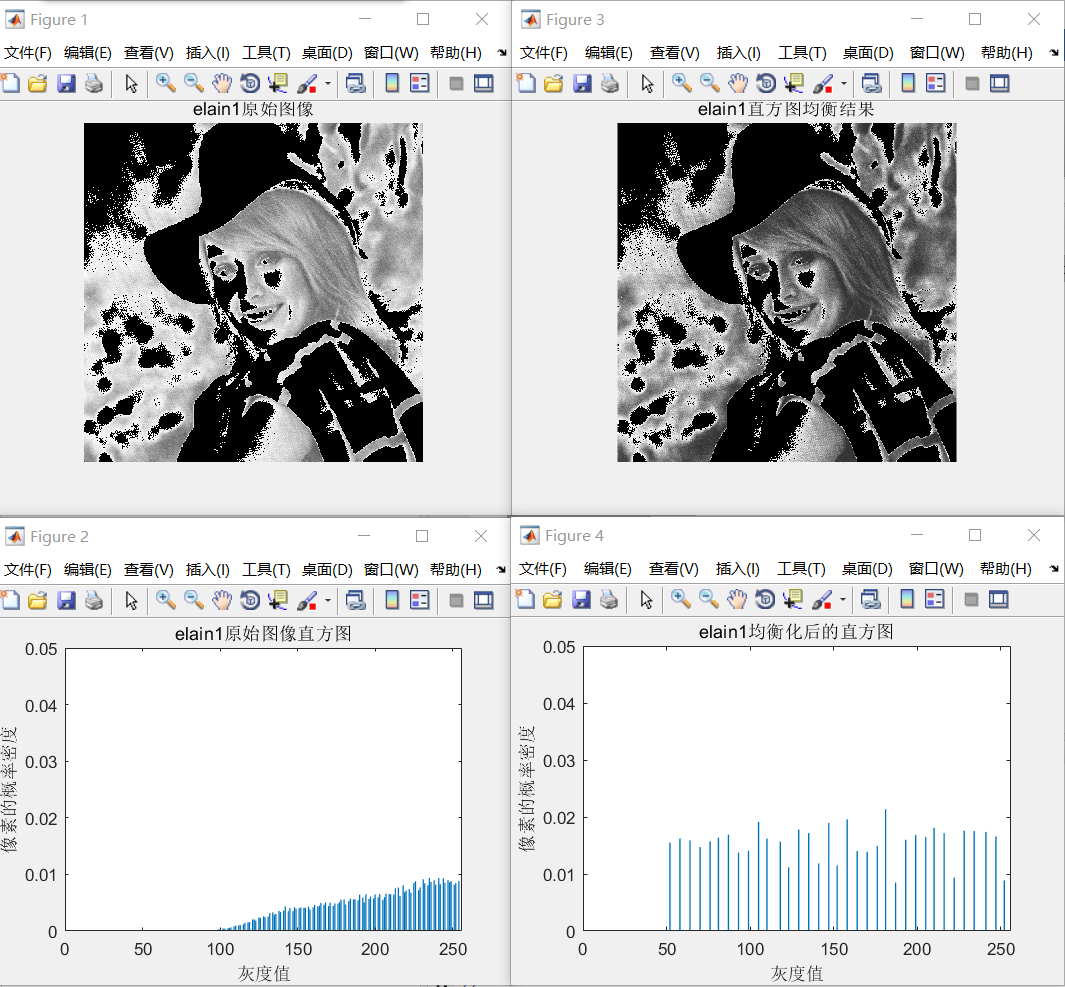 Figure 1
文件(F) 编辑(E) 查看(V) 插入(I) 工具(T) 桌面(D) 窗口(W) 帮助(H)
elain1原始图像
Figure 3
文件(F) 编辑(E) 查看(V) 插入(I) 工具(T) 桌面(D) 窗口(W) 帮助(H)
elain1直方图均衡结果
Figure 2
文件(F) 编辑(E) 查看(V) 插入(I) 工具(T) 桌面(D) 窗口(W) 帮助(H)
elain1原始图像直方图
像素的概率密度
0.05
0.04
0.03
0.02
0.01
0
0 50 100 150 200 250
灰度值
Figure 4
文件(F) 编辑(E) 查看(V) 插入(I) 工具(T) 桌面(D) 窗口(W) 帮助(H)
elain1均衡化后的直方图
像素的概率密度
0.05
0.04
0.03
0.02
0.01
0
0 50 100 150 200 250
灰度值